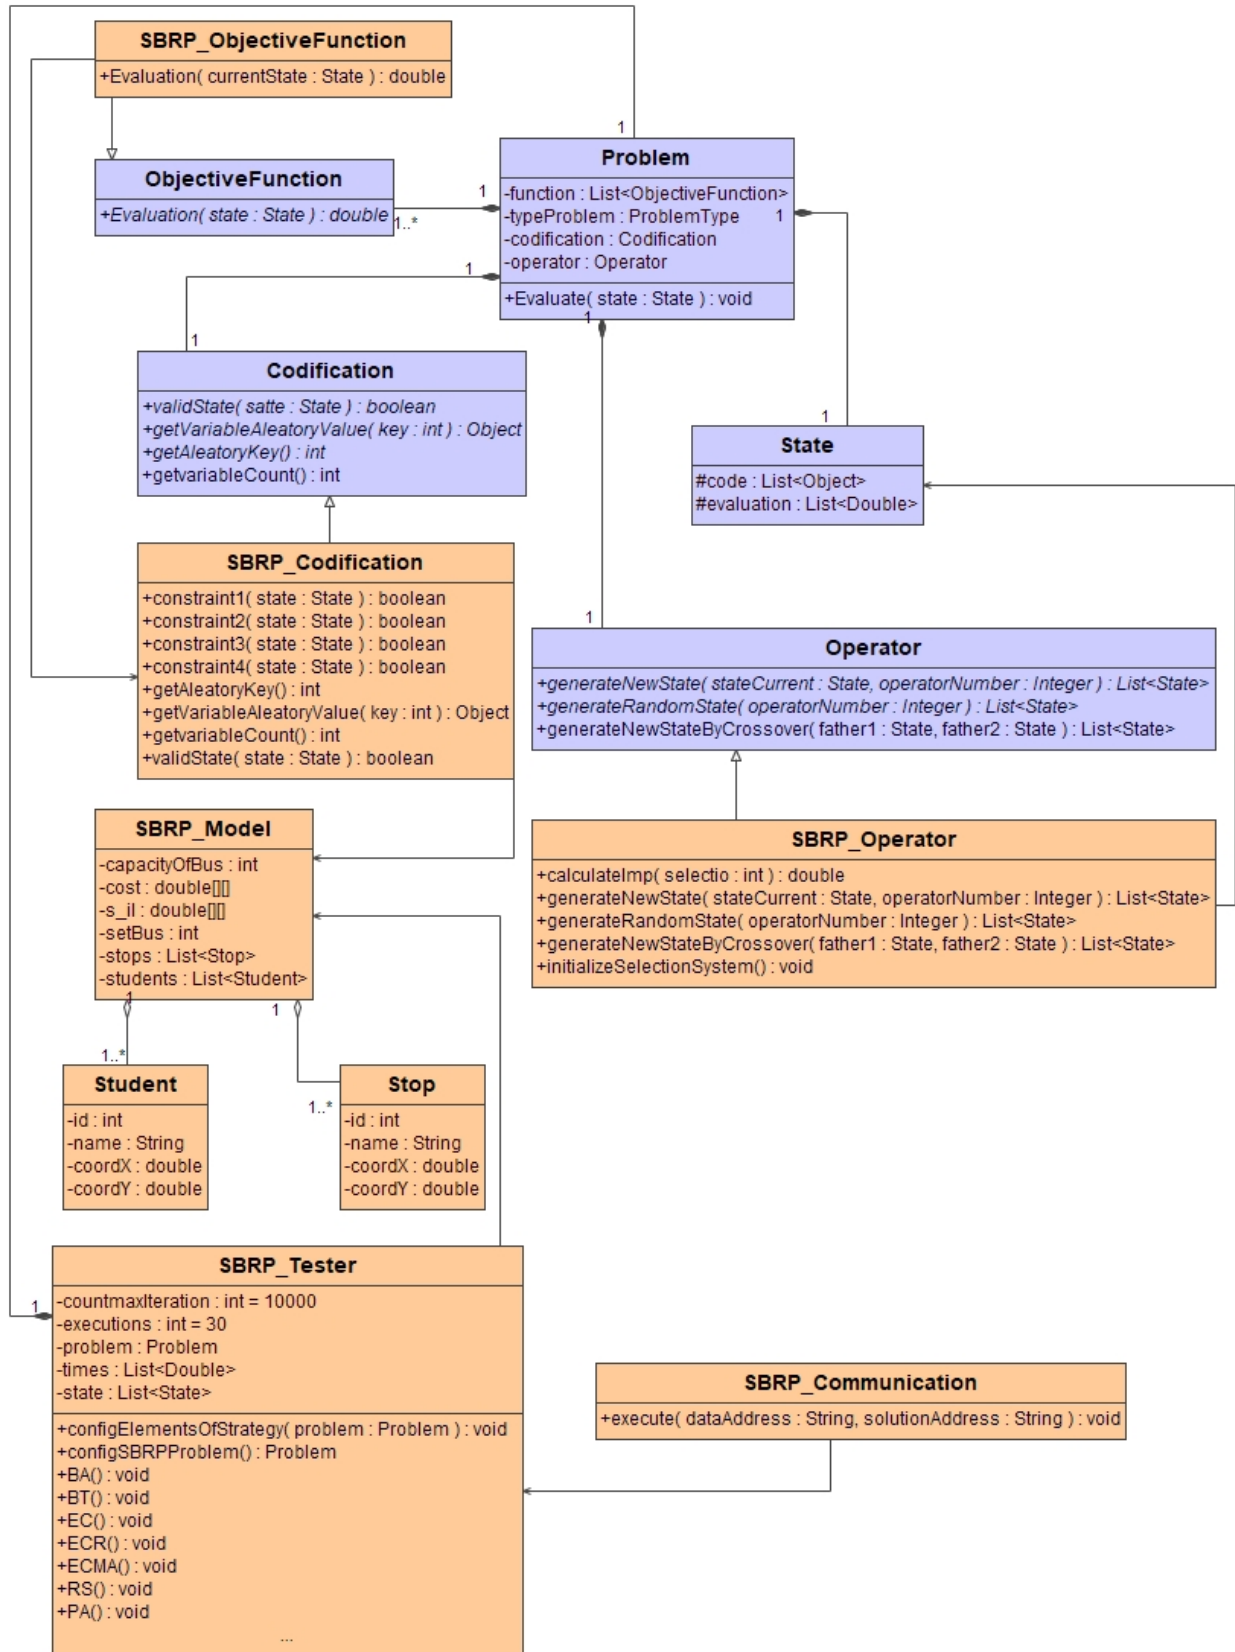 SBRP_ObjectiveFunction
+Evaluation( currentState : State ) : double
ObjectiveFunction
+Evaluation( state : State ) : double
1..*
1
1
Problem
-function : List<ObjectiveFunction>
-typeProblem : ProblemType
1
-codification : Codification
-operator : Operator
+Evaluate( state : State ) : void
1
1
1
Codification
+validState( satte : State ) : boolean
+getVariableAleatoryValue( key : int ) : Object
+getAleatoryKey() : int
+getvariableCount() : int
1
State
#code : List<Object>
#evaluation : List<Double>
SBRP_Codification
+constraint1( state : State ) : boolean
+constraint2( state : State ) : boolean
+constraint3( state : State ) : boolean
+constraint4( state : State ) : boolean
+getAleatoryKey() : int
+getVariableAleatoryValue( key : int ) : Object
+getvariableCount() : int
+validState( state : State ) : boolean
1
Operator
+generateNewState( stateCurrent : State, operatorNumber : Integer ) : List<State>
+generateRandomState( operatorNumber : Integer ) : List<State>
+generateNewStateByCrossover( father1 : State, father2 : State ) : List<State>
SBRP_Model
-capacityOfBus : int
-cost : double[][]
-s_il : double[][]
-setBus : int
-stops : List<Stop>
-students : List<Student>
1
1
SBRP_Operator
+calculateImp( selectio : int ) : double
+generateNewState( stateCurrent : State, operatorNumber : Integer ) : List<State>
+generateRandomState( operatorNumber : Integer ) : List<State>
+generateNewStateByCrossover( father1 : State, father2 : State ) : List<State>
+initializeSelectionSystem() : void
1..*
Student
-id : int
-name : String
-coordX : double
-coordY : double
1..*
Stop
-id : int
-name : String
-coordX : double
-coordY : double
1
SBRP_Tester
-countmaxIteration : int = 10000
-executions : int = 30
-problem : Problem
-times : List<Double>
-state : List<State>
+configElementsOfStrategy( problem : Problem ) : void
+configSBRPProblem() : Problem
+BA() : void
+BT() : void
+EC() : void
+ECR() : void
+ECMA() : void
+RS() : void
+PA() : void
...
SBRP_Communication
+execute( dataAddress : String, solutionAddress : String ) : void